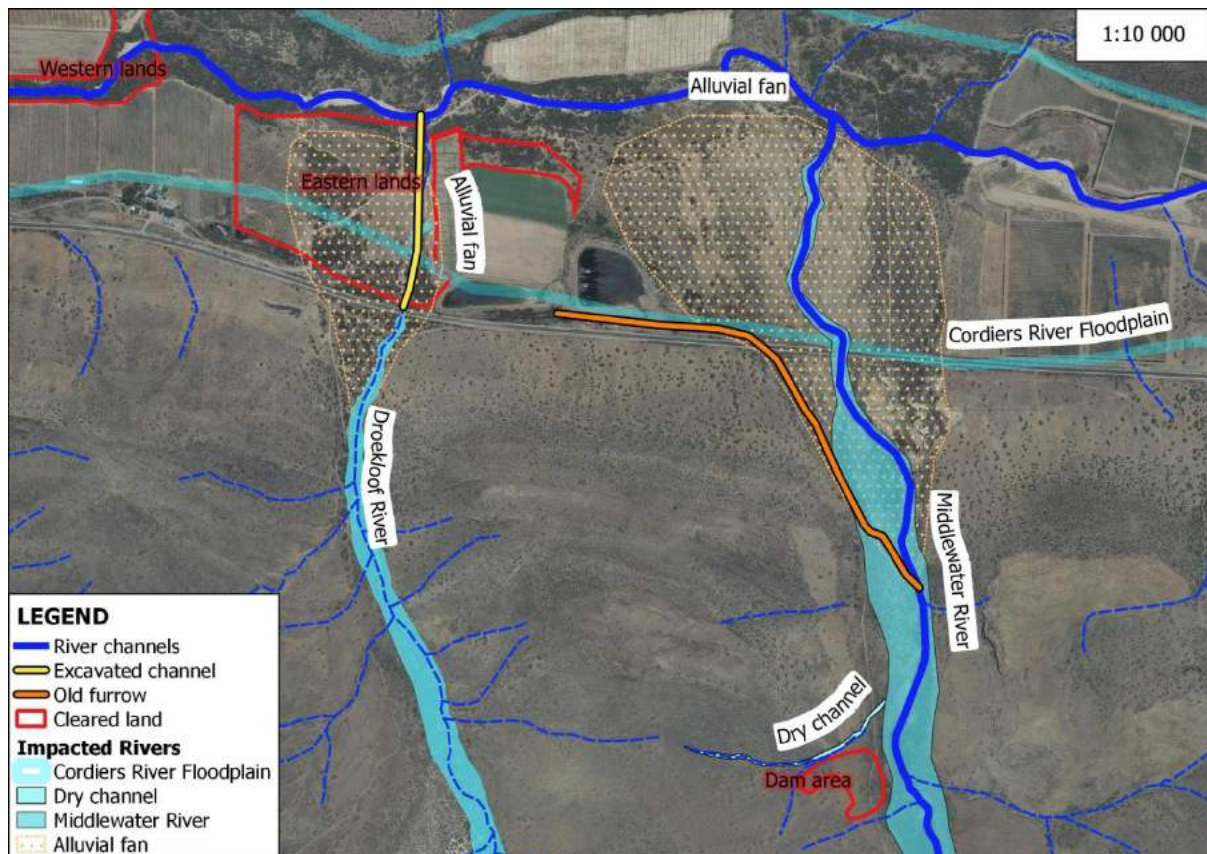 1:10 000
Western lands
Alluvial fan
Eastern lands
Alluvial fan
Cordiers River Floodplain
Droekloof River
Middlewater River
Dry channel
Dam area
LEGEND
River channels
Excavated channel
Old furrow
Cleared land
Impacted Rivers
Cordiers River Floodplain
Dry channel
Middlewater River
Alluvial fan